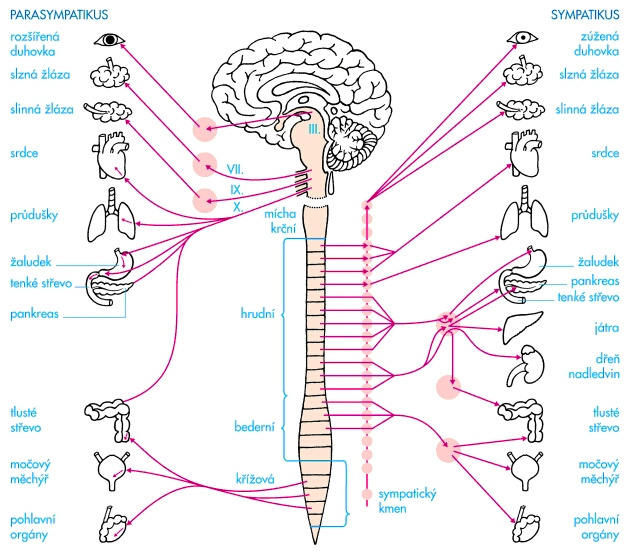 PARASYMPATIKUS
rozšířená
duhovka
slzná žláza
slinná žláza
srdce
průdušky
žaludek
tenké střevo
pankreas
tlusté
střevo
močový
měchýř
pohlavní
orgány
III.
VII.
IX.
X.
mícha
krční
hrudní
bederní
křížová
sympatický
kmen
SYMPATIKUS
zúžená
duhovka
slzná žláza
slinná žláza
srdce
průdušky
žaludek
pankreas
tenké střevo
játra
dřeň
nadledvin
tlusté
střevo
močový
měchýř
pohlavní
orgány